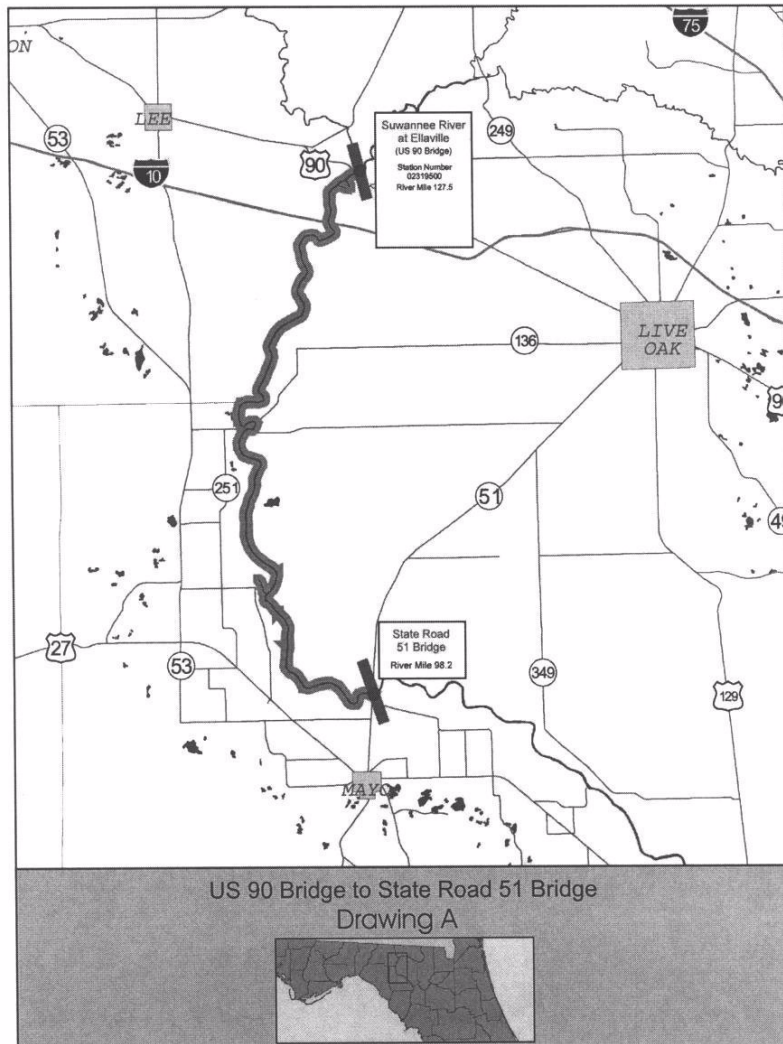 75
ON
LEE
53
10
90
Suwannee River
at Ellaville
(US 90 Bridge)
Station Number
02319500
River Mile 127.5
249
LIVE
OAK
136
9
251
51
49
State Road
51 Bridge
River Mile 98.2
27
53
349
129
MAYO
US 90 Bridge to State Road 51 Bridge
Drawing A